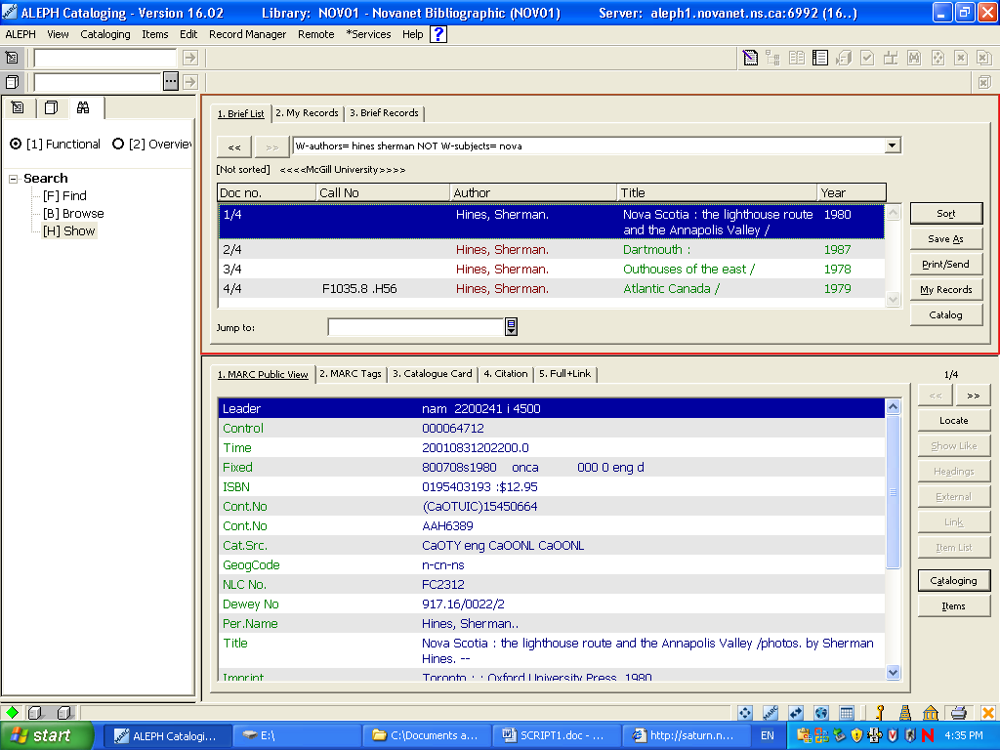 ALEPH Cataloging - Version 16.02 Library: NOV01 - Novanet Bibliographic (NOV01) Server: aleph1.novanet.ns.ca:6992 (16..)
ALEPH View Cataloging Items Edit Record Manager Remote *Services Help ?
[1] Functional [2] Overvie
Search
[F] Find
[B] Browse
[H] Show
1. Brief List 2. My Records 3. Brief Records
<< >> W-authors= hines sherman NOT W-subjects= nova
[Not sorted] <<<<McGill University>>>>
Doc no. Call No Author Title Year
1/4 Hines, Sherman. Nova Scotia : the lighthouse route 1980
and the Annapolis Valley /
2/4 Hines, Sherman. Dartmouth : 1987
3/4 Hines, Sherman. Outhouses of the east / 1978
4/4 F1035.8 .H56 Hines, Sherman. Atlantic Canada / 1979
Jump to:
Sort
Save As
Print/Send
My Records
Catalog
1. MARC Public View 2. MARC Tags 3. Catalogue Card 4. Citation 5. Full+Link
1/4
<< >>
Locate
Show Like
Headings
External
Link
Item List
Cataloging
Items
Leader nam 2200241 i 4500
Control 000064712
Time 20010831202200.0
Fixed 800708s1980 onca 000 0 eng d
ISBN 0195403193 :$12.95
Cont.No (CaOTUIC)15450664
Cont.No AAH6389
Cat.Src. CaOTY eng CaOONL CaOONL
GeogCode n-cn-ns
NLC No. FC2312
Dewey No 917.16/0022/2
Per.Name Hines, Sherman..
Title Nova Scotia : the lighthouse route and the Annapolis Valley /photos. by Sherman
Hines. --
Imprint Toronto : ; Oxford University Press, 1980
start ALEPH Catalogi... E:\ C:\Documents a... SCRIPT1.doc - ... http://saturn.n... EN 4:35 PM